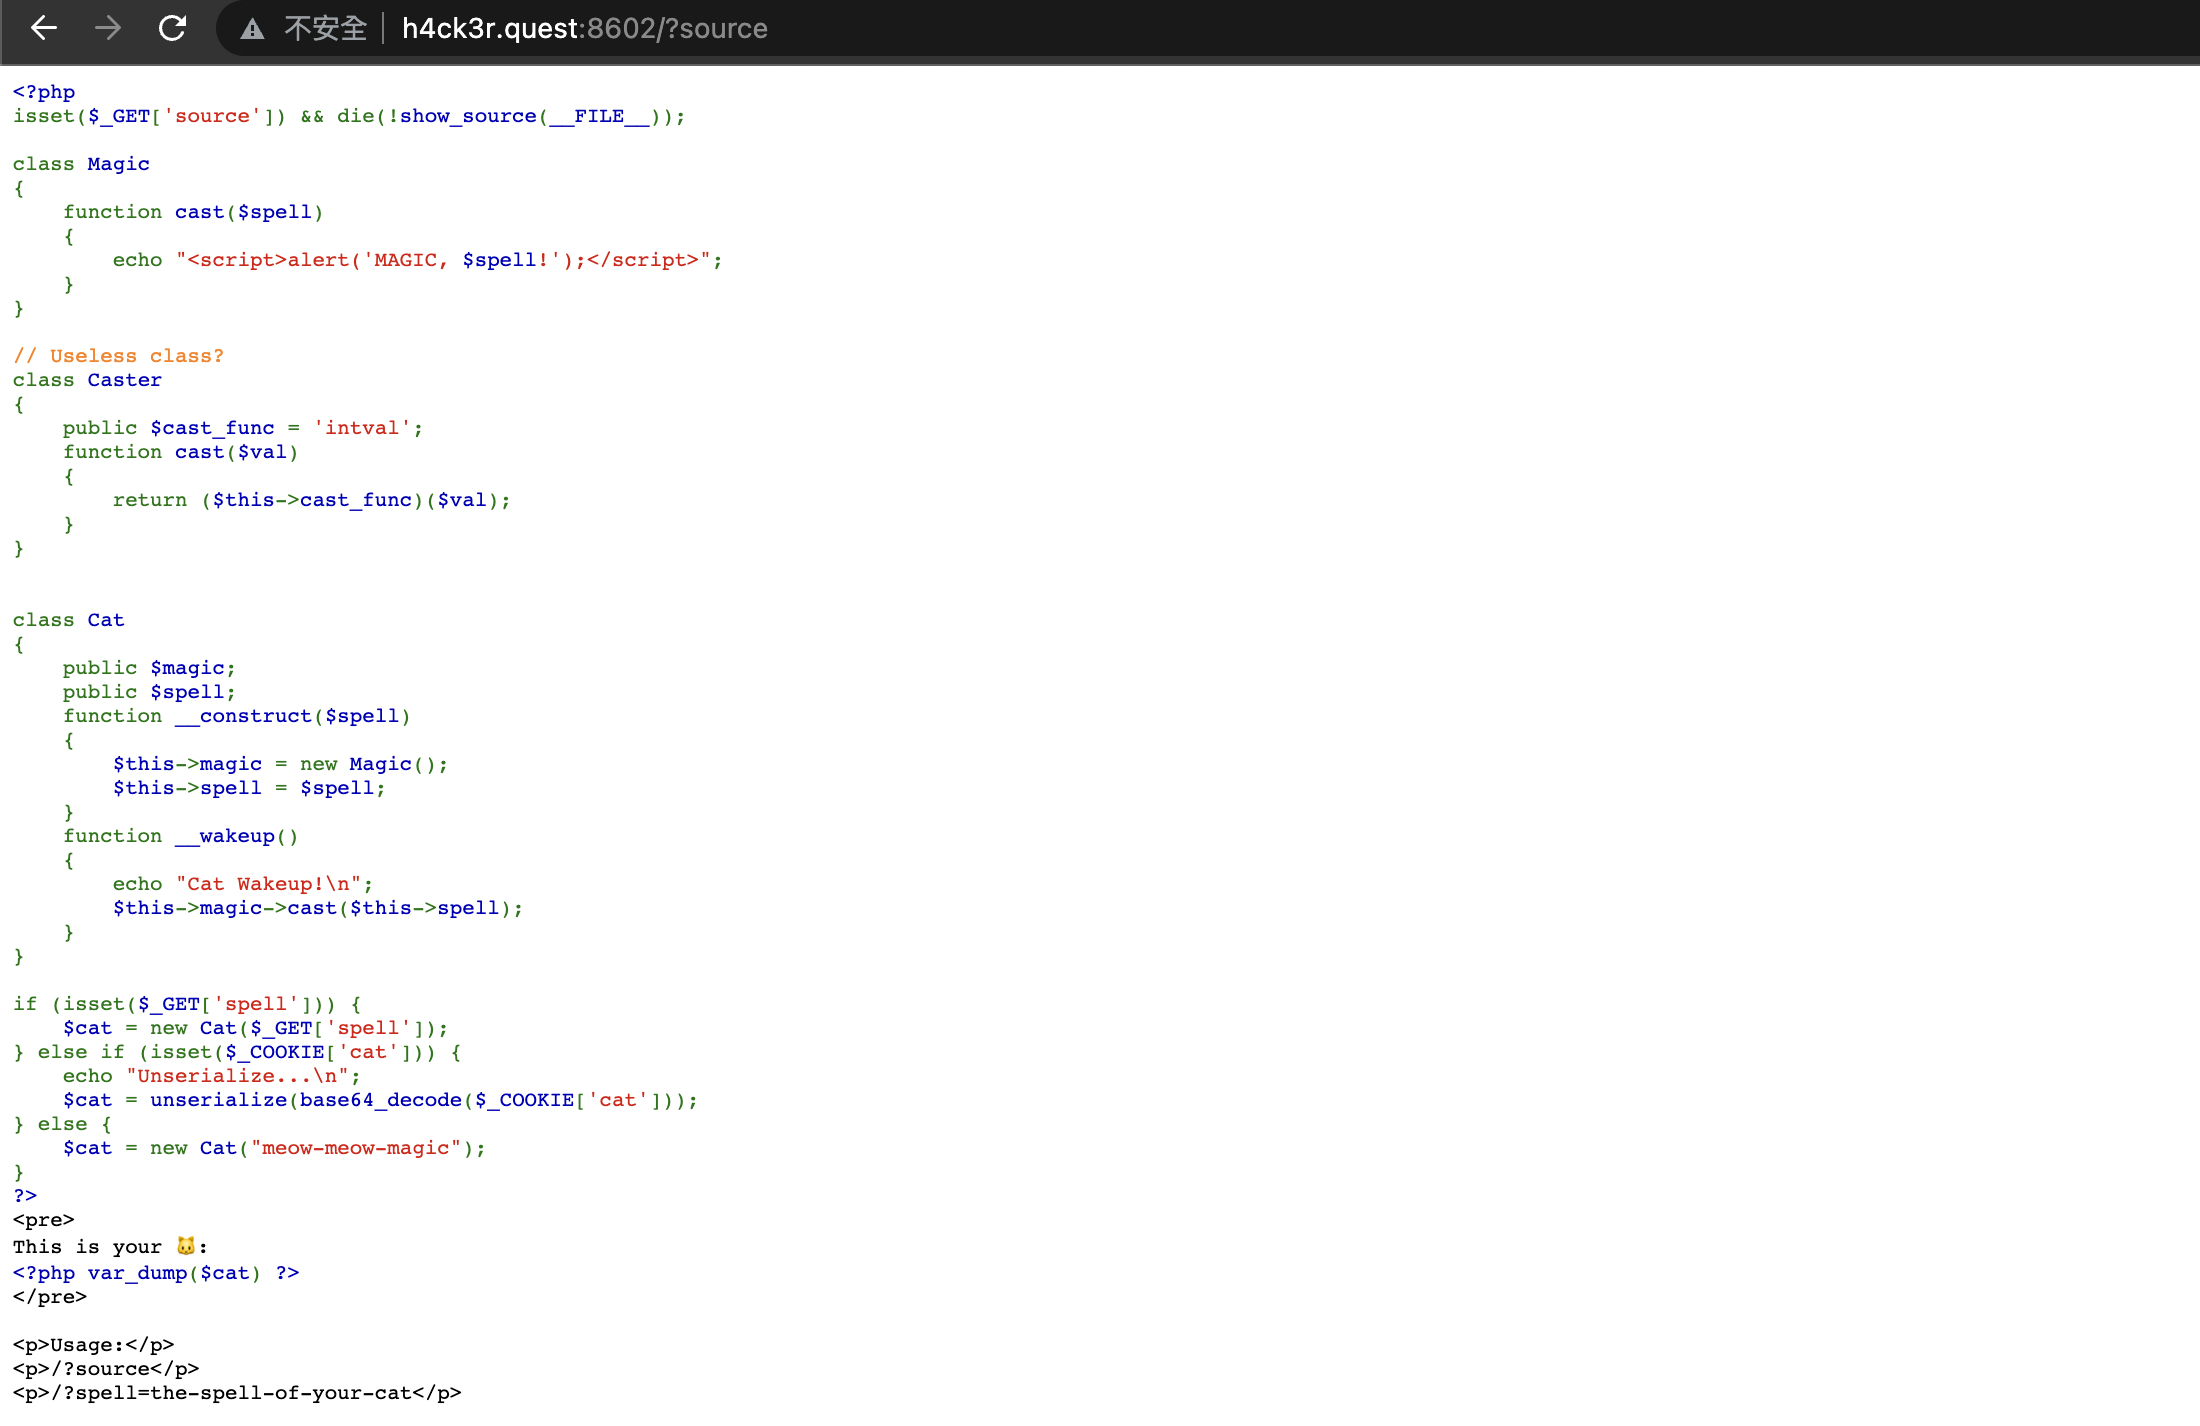 不安全 h4ck3r.quest:8602/?source
<?php
isset($_GET['source']) && die(!show_source(__FILE__));
class Magic
{
    function cast($spell)
    {
        echo "<script>alert('MAGIC, $spell!');</script>";
    }
}
// Useless class?
class Caster
{
    public $cast_func = 'intval';
    function cast($val)
    {
        return ($this->cast_func)($val);
    }
}
class Cat
{
    public $magic;
    public $spell;
    function __construct($spell)
    {
        $this->magic = new Magic();
        $this->spell = $spell;
    }
    function __wakeup()
    {
        echo "Cat Wakeup!\n";
        $this->magic->cast($this->spell);
    }
}
if (isset($_GET['spell'])) {
    $cat = new Cat($_GET['spell']);
} else if (isset($_COOKIE['cat'])) {
    echo "Unserialize...\n";
    $cat = unserialize(base64_decode($_COOKIE['cat']));
} else {
    $cat = new Cat("meow-meow-magic");
}
?>
<pre>
This is your 🐱:
<?php var_dump($cat) ?>
</pre>
<p>Usage:</p>
<p>/?source</p>
<p>/?spell=the-spell-of-your-cat</p>